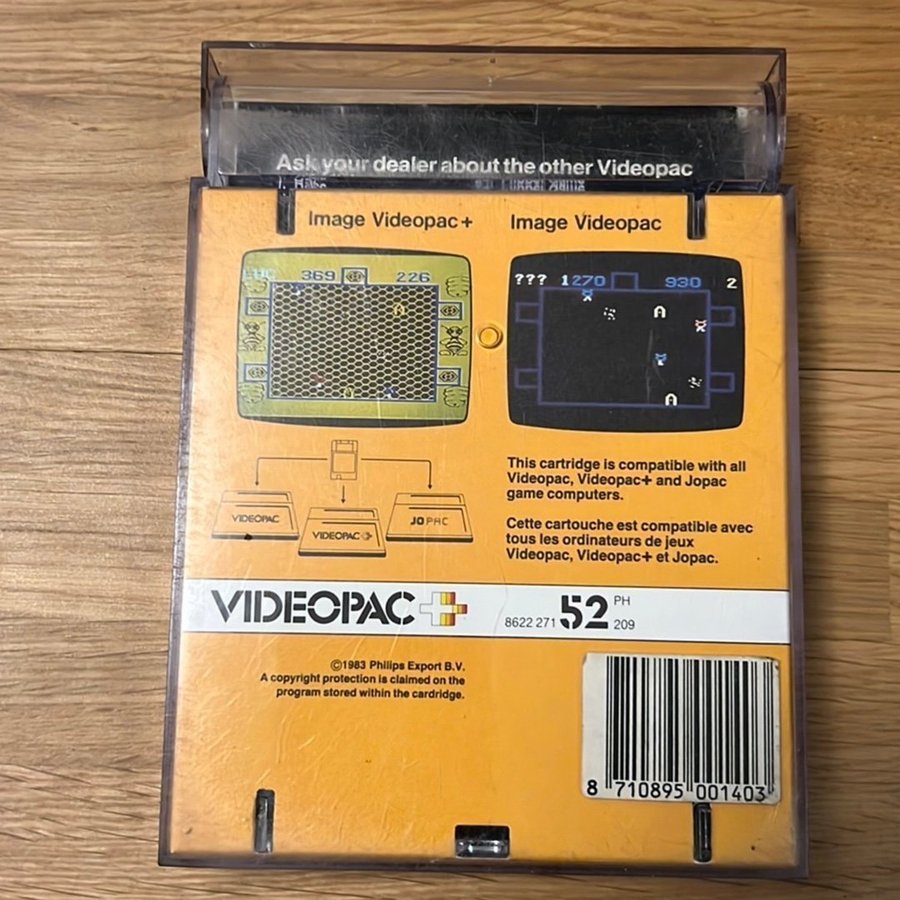 Ask your dealer about the other Videopac
Image Videopac+
Image Videopac
369
226
??? 1270
930
2
This cartridge is compatible with all
Videopac, Videopac+ and Jopac
game computers.
Cette cartouche est compatible avec
tous les ordinateurs de jeux
Videopac, Videopac+ et Jopac.
VIDEOPAC
VIDEOPAC+
JOPAC
VIDEOPAC+
8622 271 52 PH 209
©1983 Philips Export B.V.
A copyright protection is claimed on the
program stored within the cardridge.
8 710895 001403